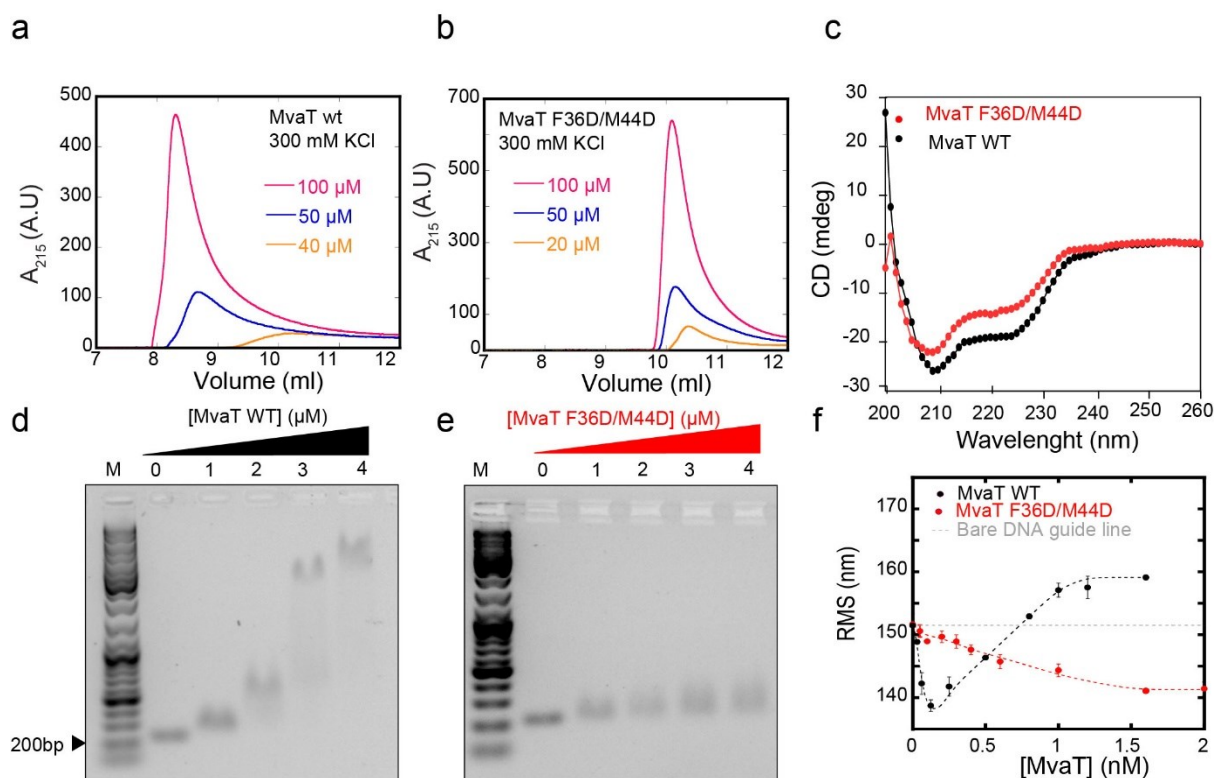 a
500
400
300
200
100
0
7
8
9
10
11
12
A215 (A.U)
Volume (ml)
MvaT wt
300 mM KCl
100 µM
50 µM
40 µM
b
700
600
400
200
0
7
8
9
10
11
12
A215 (A.U)
Volume (ml)
MvaT F36D/M44D
300 mM KCl
100 µM
50 µM
20 µM
c
30
20
10
0
-10
-20
-30
200
210
220
230
240
250
260
CD (mdeg)
Wavelenght (nm)
MvaT F36D/M44D
MvaT WT
d
[MvaT WT] (µM)
M 0 1 2 3 4
200bp
e
[MvaT F36D/M44D] (µM)
M 0 1 2 3 4
f
170
160
150
140
0
0.5
1
1.5
2
RMS (nm)
[MvaT] (nM)
MvaT WT
MvaT F36D/M44D
Bare DNA guide line